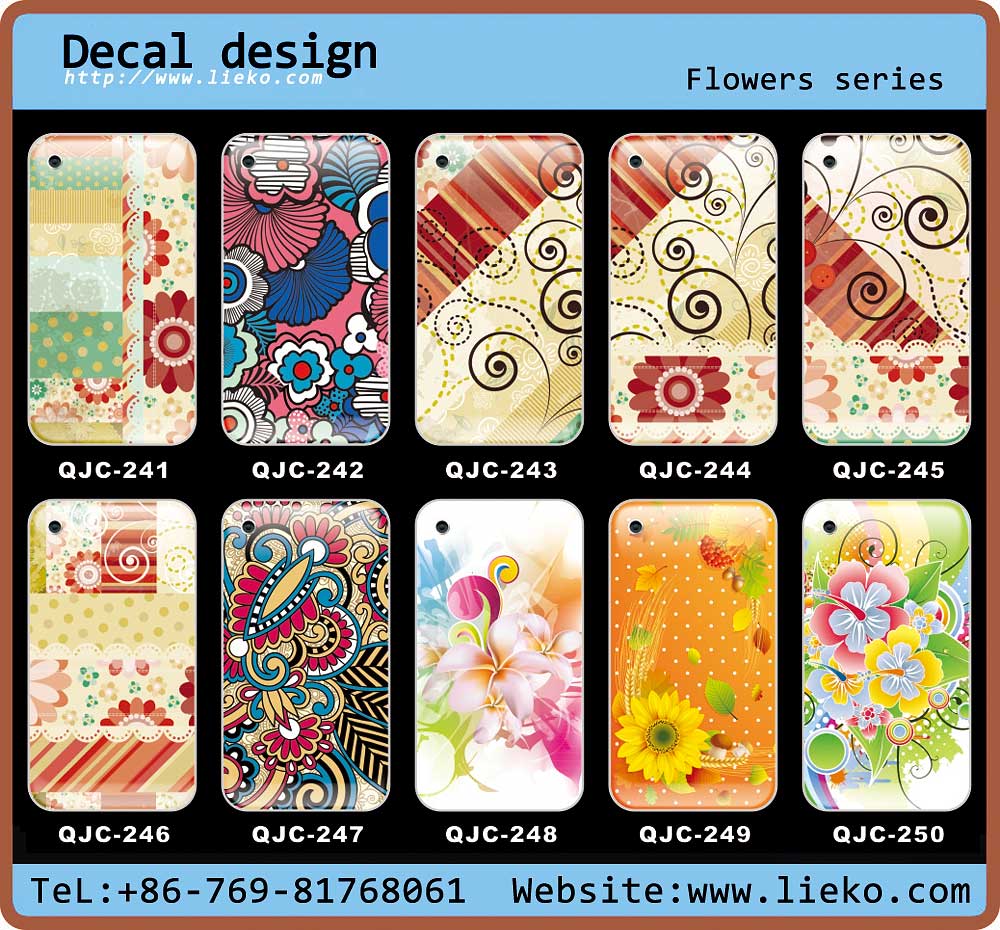 Decal design
http://www.lieko.com
Flowers series
QJC-241 QJC-242 QJC-243 QJC-244 QJC-245
QJC-246 QJC-247 QJC-248 QJC-249 QJC-250
TeL:+86-769-81768061 Website:www.lieko.com